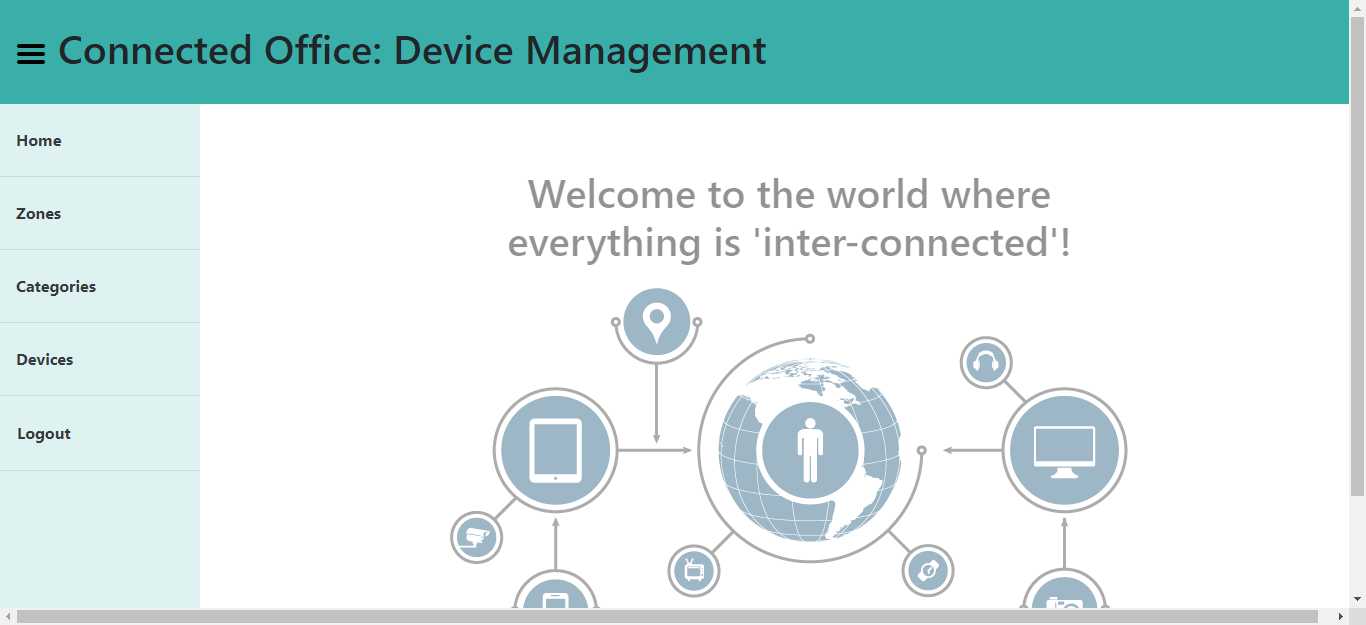 Connected Office: Device Management
Home
Zones
Categories
Devices
Logout
Welcome to the world where
everything is 'inter-connected'!